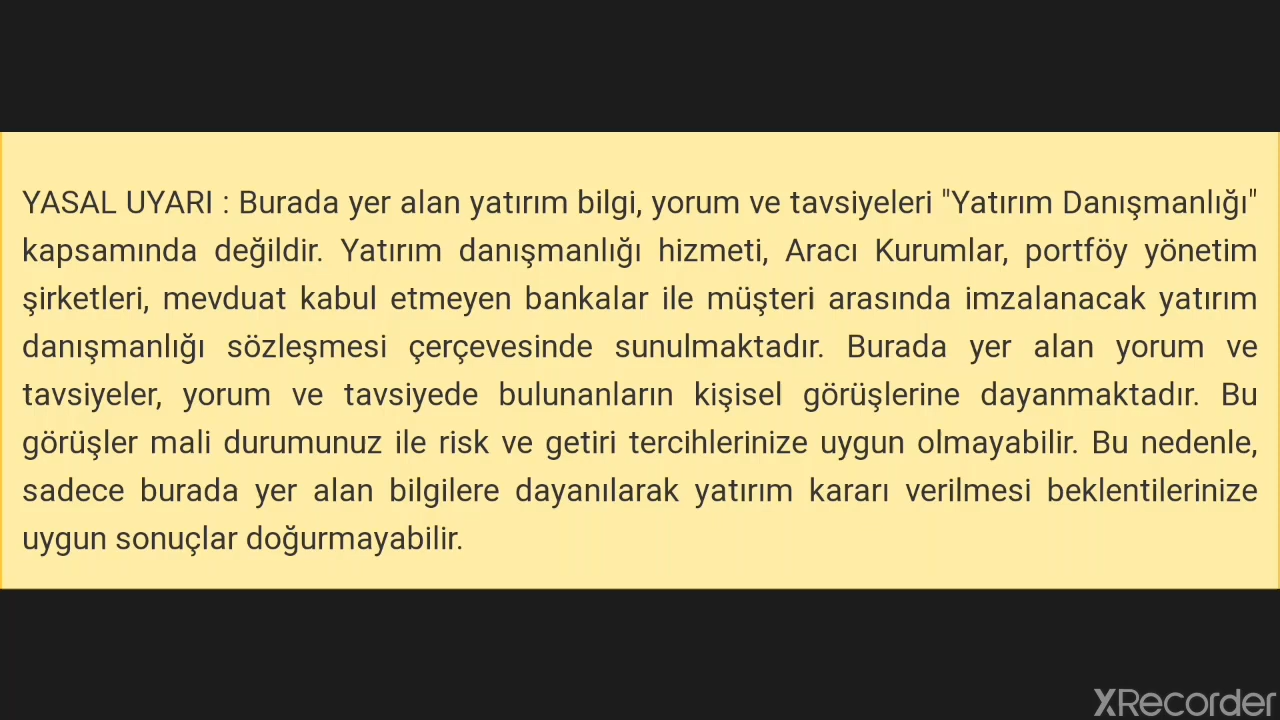 YASAL UYARI : Burada yer alan yatırım bilgi, yorum ve tavsiyeleri "Yatırım Danışmanlığı"
kapsamında değildir. Yatırım danışmanlığı hizmeti, Aracı Kurumlar, portföy yönetim
şirketleri, mevduat kabul etmeyen bankalar ile müşteri arasında imzalanacak yatırım
danışmanlığı sözleşmesi çerçevesinde sunulmaktadır. Burada yer alan yorum ve
tavsiyeler, yorum ve tavsiyede bulunanların kişisel görüşlerine dayanmaktadır. Bu
görüşler mali durumunuz ile risk ve getiri tercihlerinize uygun olmayabilir. Bu nedenle,
sadece burada yer alan bilgilere dayanılarak yatırım kararı verilmesi beklentilerinize
uygun sonuçlar doğurmayabilir.
XRecorder